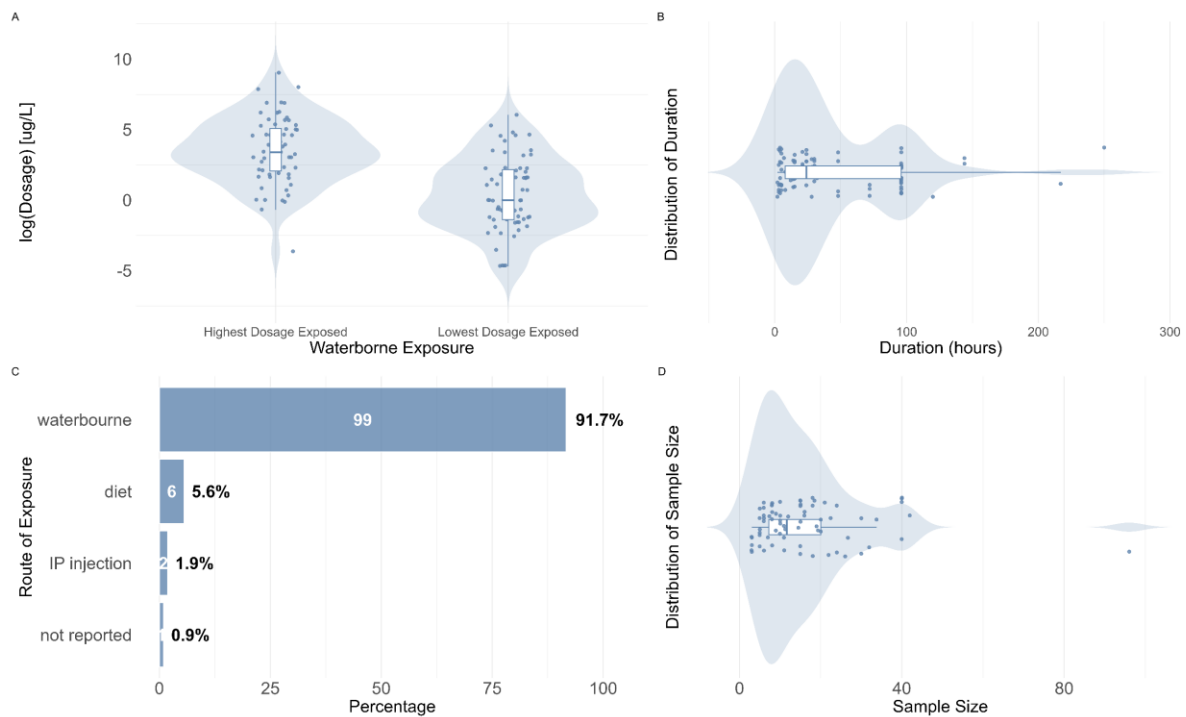 A
log(Dosage) [ug/L]
10
5
0
-5
Highest Dosage Exposed
Lowest Dosage Exposed
Waterborne Exposure
B
Distribution of Duration
0
100
200
300
Duration (hours)
C
Route of Exposure
waterbourne
99
91.7%
diet
6
5.6%
IP injection
2
1.9%
not reported
1
0.9%
0
25
50
75
100
Percentage
D
Distribution of Sample Size
0
40
80
Sample Size